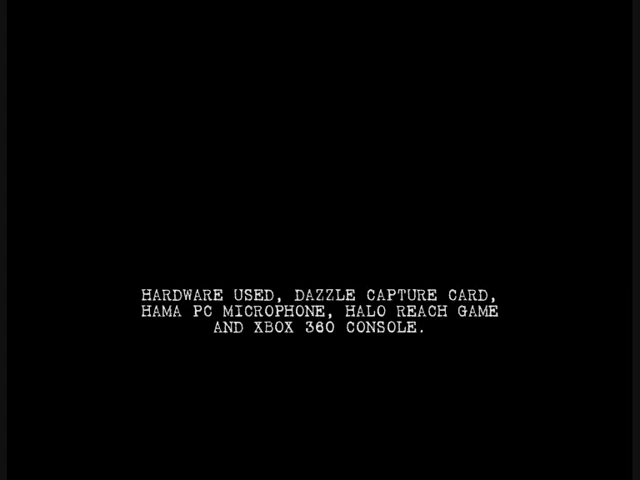 HARDWARE USED, DAZZLE CAPTURE CARD,
HAMA PC MICROPHONE, HALO REACH GAME
AND XBOX 360 CONSOLE.